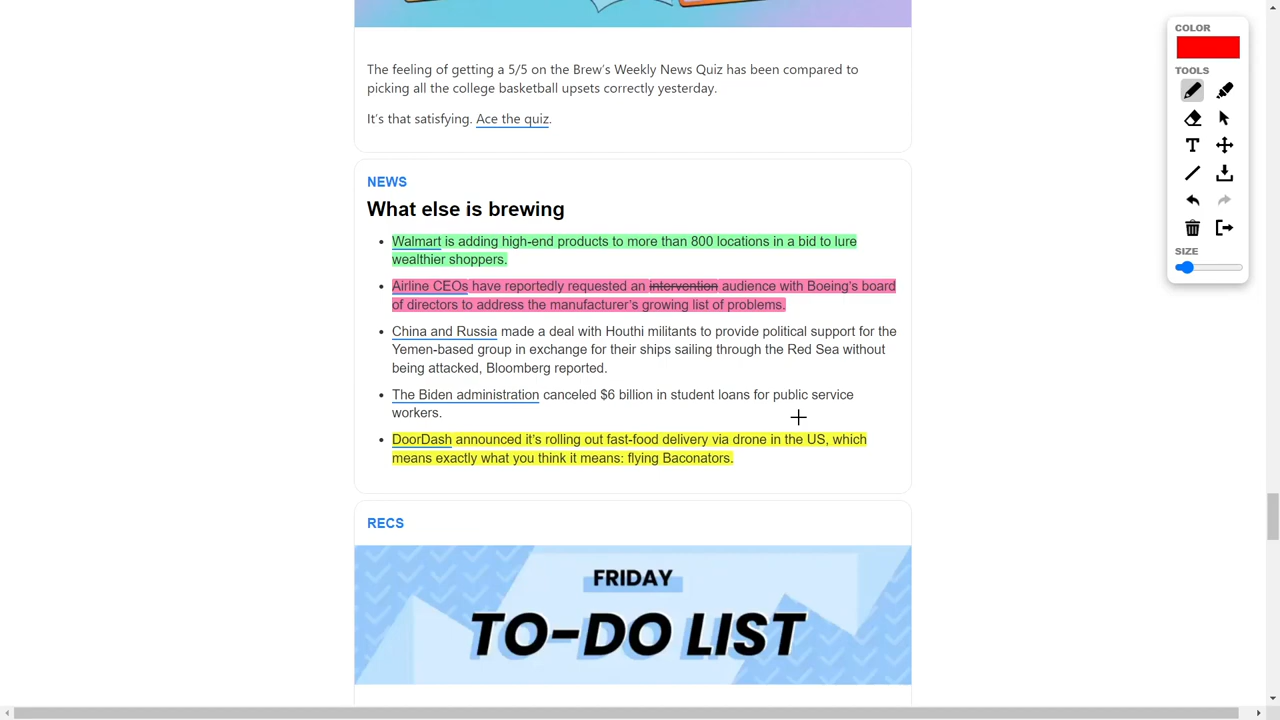 The feeling of getting a 5/5 on the Brew's Weekly News Quiz has been compared to
picking all the college basketball upsets correctly yesterday.
It's that satisfying. Ace the quiz.
NEWS
What else is brewing
• Walmart is adding high-end products to more than 800 locations in a bid to lure
wealthier shoppers.
• Airline CEOs have reportedly requested an intervention audience with Boeing's board
of directors to address the manufacturer's growing list of problems.
• China and Russia made a deal with Houthi militants to provide political support for the
Yemen-based group in exchange for their ships sailing through the Red Sea without
being attacked, Bloomberg reported.
• The Biden administration canceled $6 billion in student loans for public service
workers.
• DoorDash announced it's rolling out fast-food delivery via drone in the US, which
means exactly what you think it means: flying Baconators.
RECS
FRIDAY
TO-DO LIST
COLOR
TOOLS
SIZE